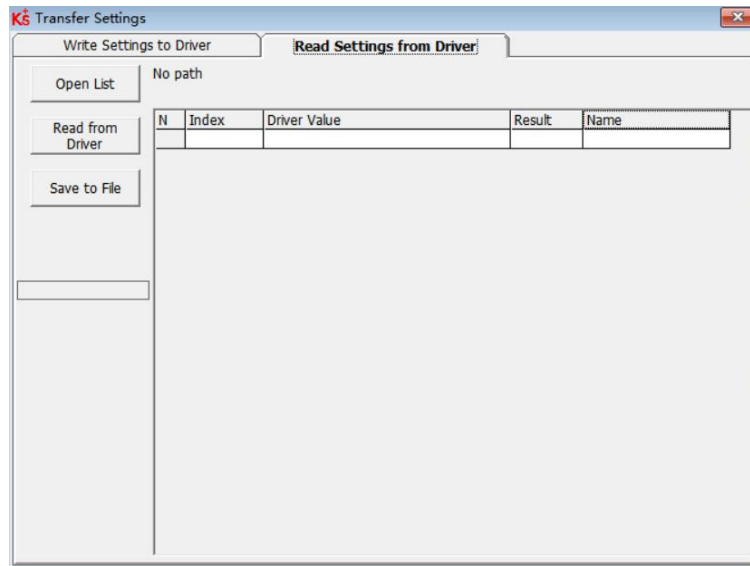 KS Transfer Settings
Write Settings to Driver
Read Settings from Driver
Open List
No path
N Index Driver Value Result Name
Read from
Driver
Save to File